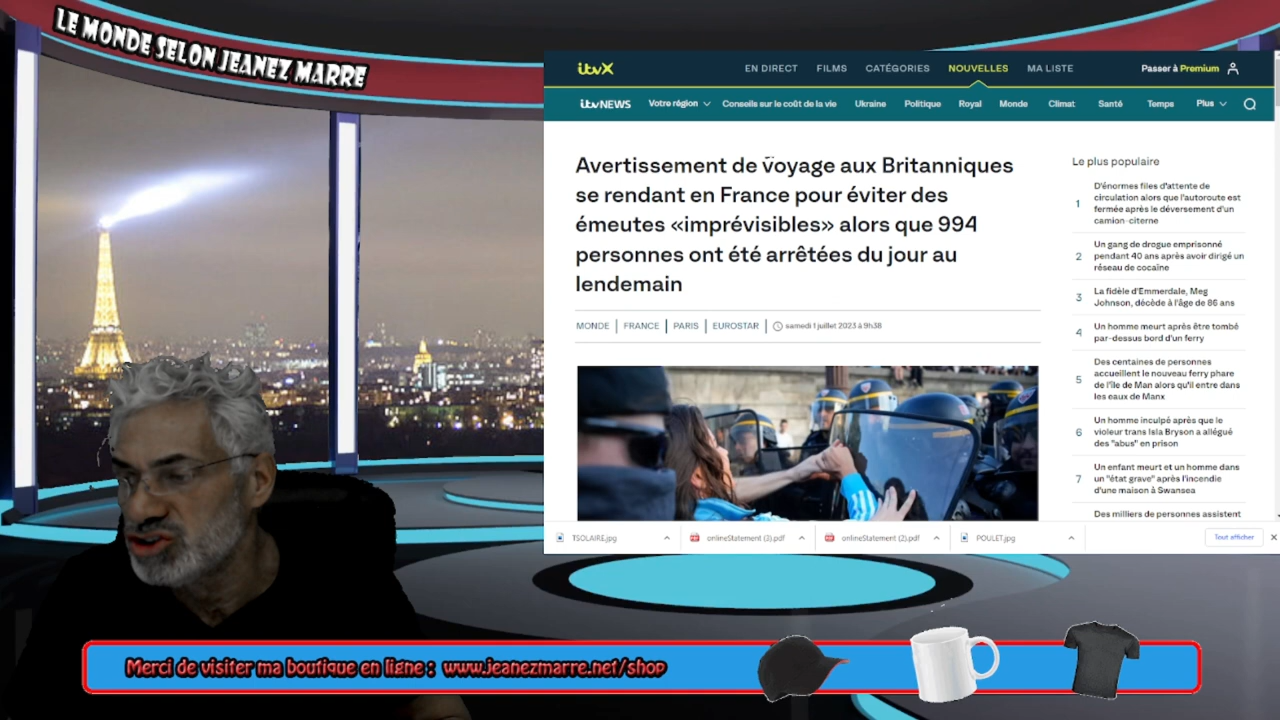 LE MONDE SELON JEANEZ MARRE
itvX
EN DIRECT FILMS CATÉGORIES NOUVELLES MA LISTE
Passer à Premium
itvNEWS
Votre région Conseils sur le coût de la vie Ukraine Politique Royal Monde Climat Santé Temps Plus
Avertissement de voyage aux Britanniques
se rendant en France pour éviter des
émeutes «imprévisibles» alors que 994
personnes ont été arrêtées du jour au
lendemain
MONDE FRANCE PARIS EUROSTAR samedi 1 juillet 2023 à 9h38
Le plus populaire
1
D'énormes files d'attente de
circulation alors que l'autoroute est
fermée après le déversement d'un
camion-citerne
2
Un gang de drogue emprisonné
pendant 40 ans après avoir dirigé un
réseau de cocaïne
3
La fidèle d'Emmerdale, Meg
Johnson, décède à l'âge de 86 ans
4
Un homme meurt après être tombé
par-dessus bord d'un ferry
5
Des centaines de personnes
accueillent le nouveau ferry phare
de l'île de Man alors qu'il entre dans
les eaux de Manx
6
Un homme inculpé après que le
violeur trans Isla Bryson a allégué
des "abus" en prison
7
Un enfant meurt et un homme dans
un "état grave" après l'incendie
d'une maison à Swansea
Des milliers de personnes assistent
TSOLAIRE.jpg onlineStatement (3).pdf onlineStatement (2).pdf POULET.jpg Tout afficher
Merci de visiter ma boutique en ligne : www.jeanezmarre.net/shop